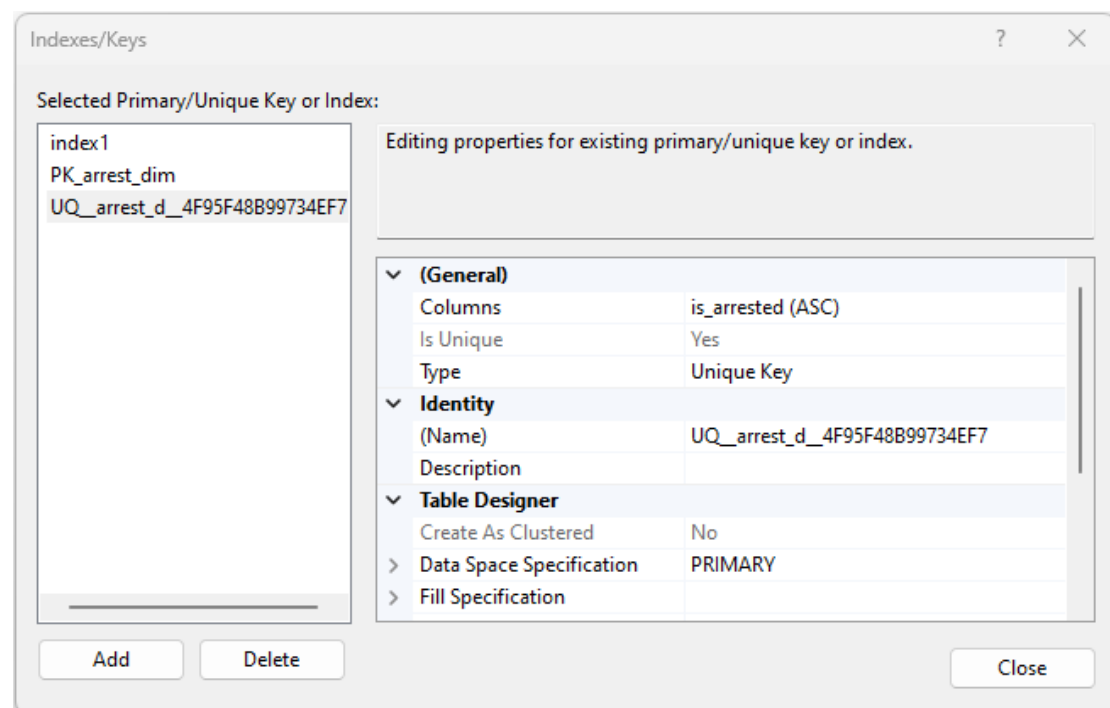 Indexes/Keys
?
Selected Primary/Unique Key or Index:
index1
PK_arrest_dim
UQ__arrest_d__4F95F48B99734EF7
Editing properties for existing primary/unique key or index.
(General)
Columns is_arrested (ASC)
Is Unique Yes
Type Unique Key
Identity
(Name) UQ__arrest_d__4F95F48B99734EF7
Description
Table Designer
Create As Clustered No
Data Space Specification PRIMARY
Fill Specification
Add Delete
Close